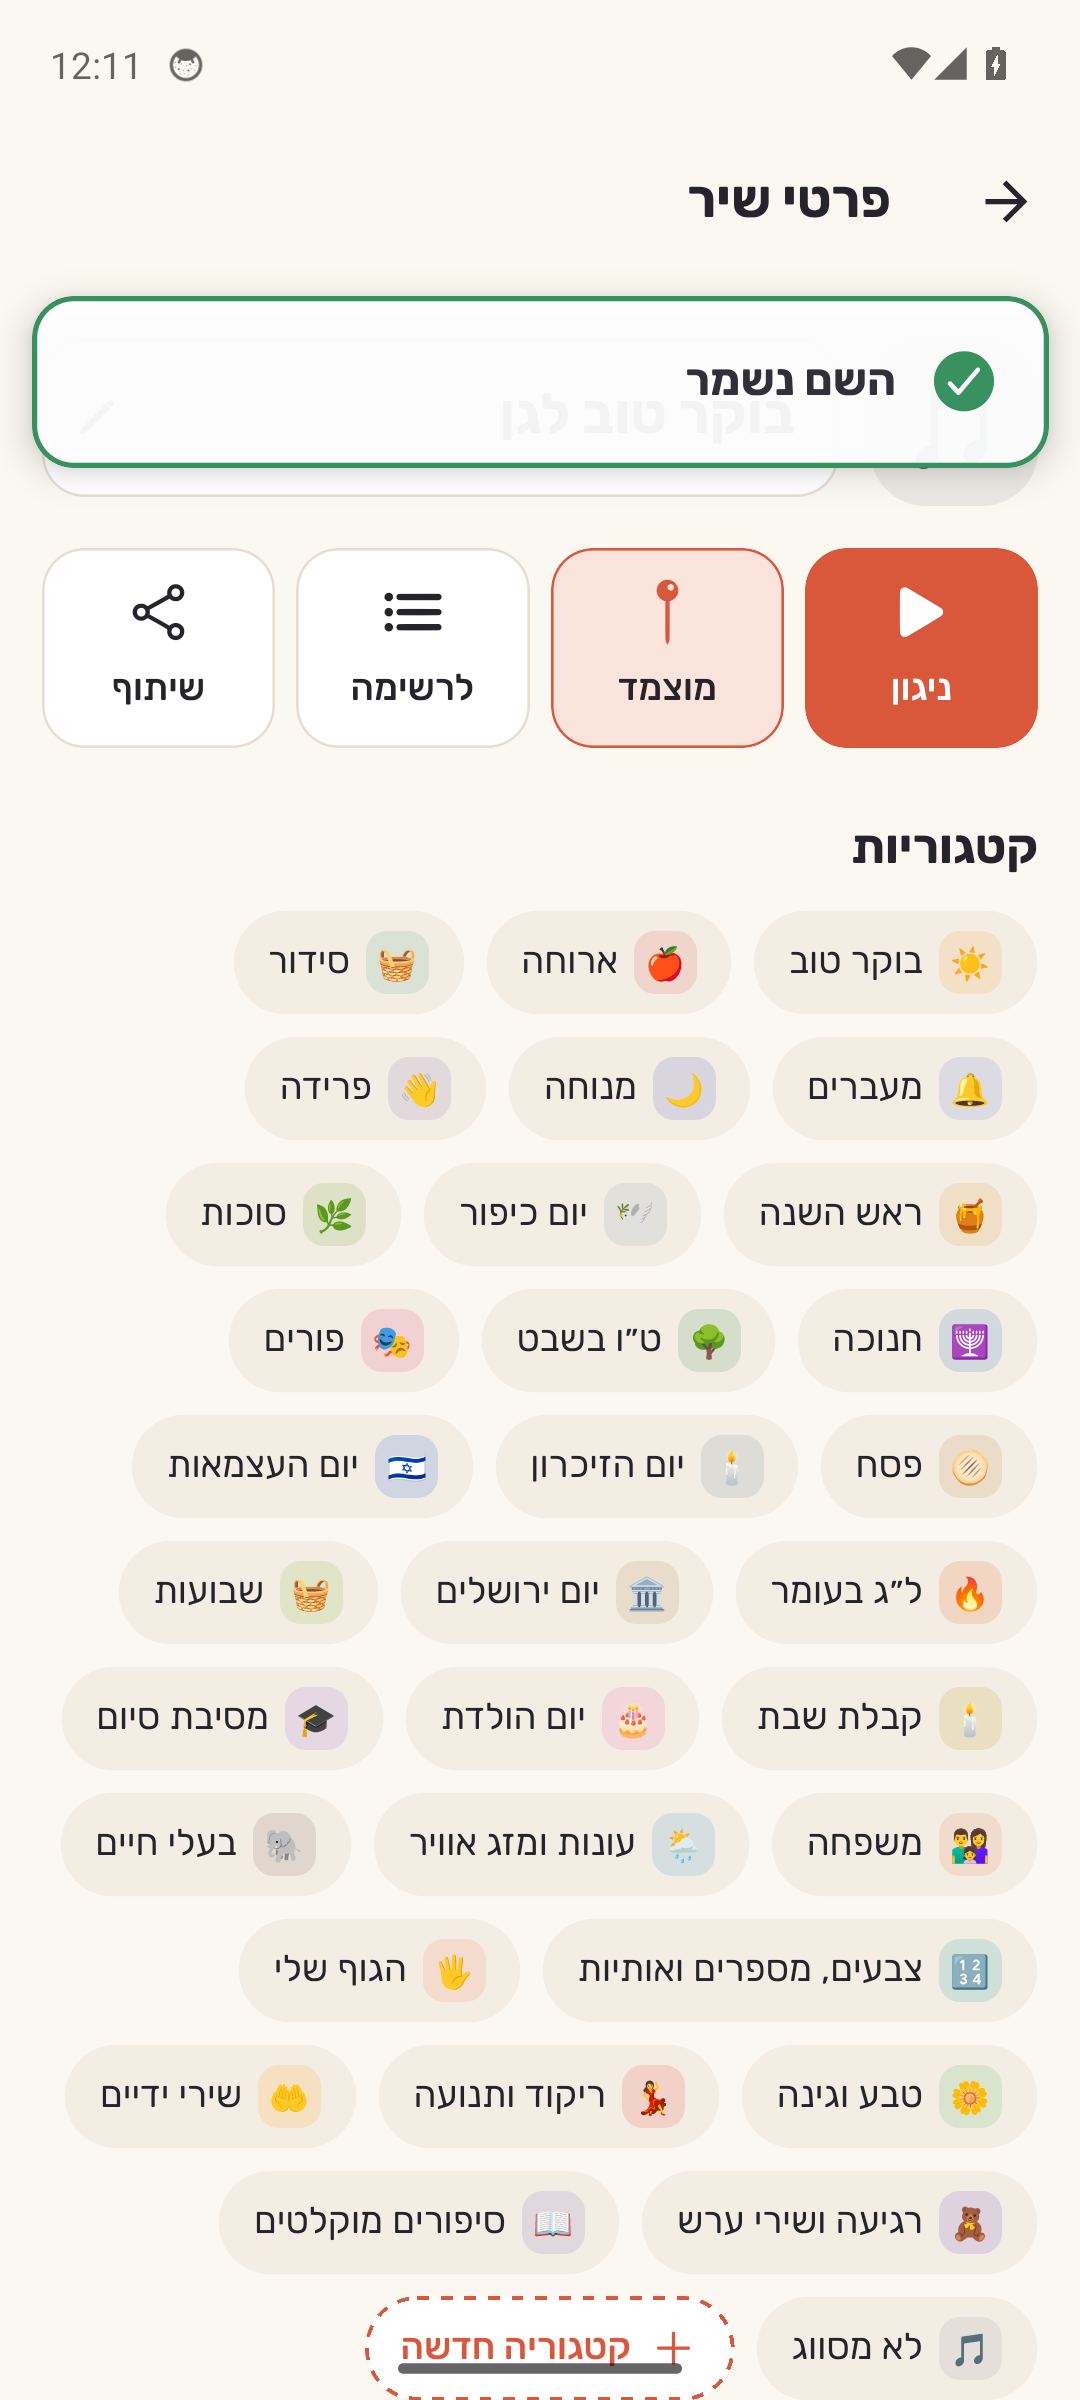 12:11
פרטי שיר
השם נשמר
בוקר טוב לגן
ניגון
מוצמד
לרשימה
שיתוף
קטגוריות
בוקר טוב ארוחה סידור
מעברים מנוחה פרידה
ראש השנה יום כיפור סוכות
חנוכה ט״ו בשבט פורים
פסח יום הזיכרון יום העצמאות
ל״ג בעומר יום ירושלים שבועות
קבלת שבת יום הולדת מסיבת סיום
משפחה עונות ומזג אוויר בעלי חיים
צבעים, מספרים ואותיות הגוף שלי
טבע וגינה ריקוד ותנועה שירי ידיים
רגיעה ושירי ערש סיפורים מוקלטים
לא מסווג קטגוריה חדשה